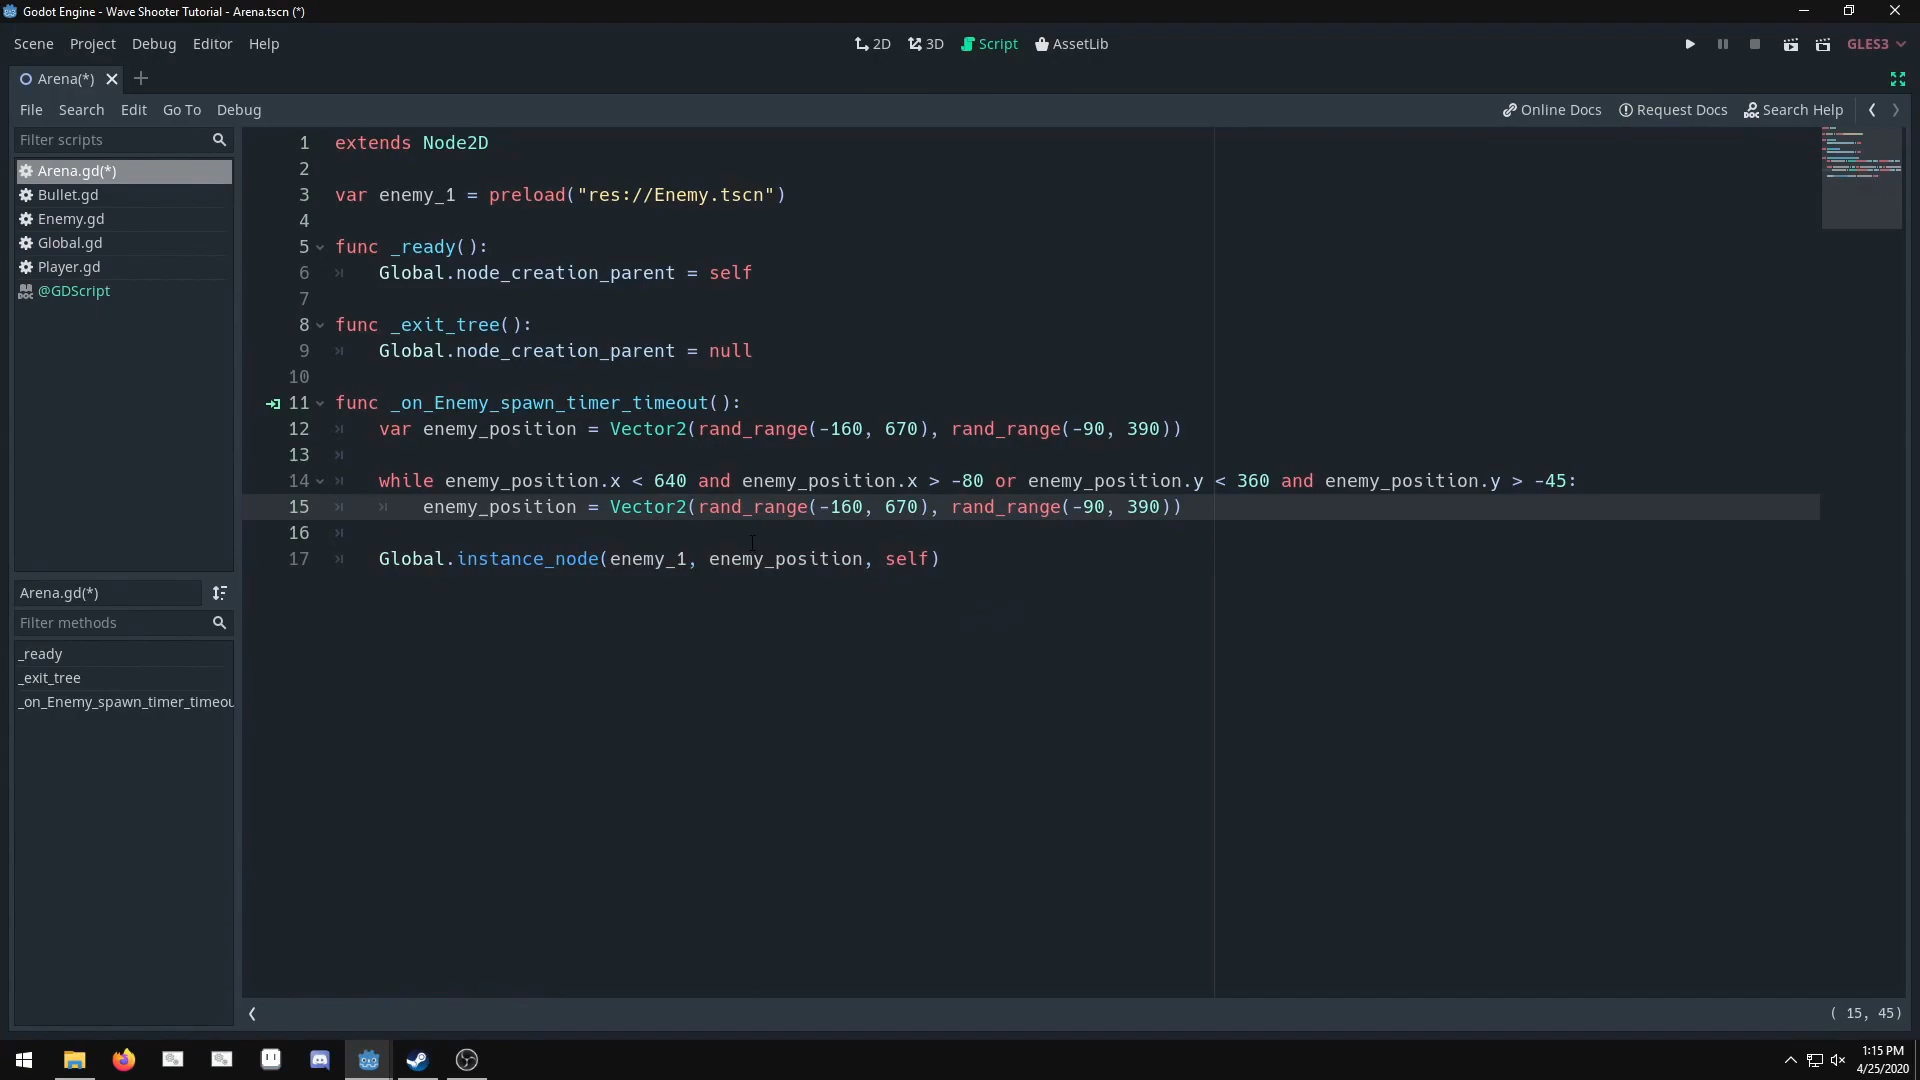 Godot Engine - Wave Shooter Tutorial - Arena.tscn (*)
Scene Project Debug Editor Help
2D 3D Script AssetLib
GLES3
Arena(*)
File Search Edit Go To Debug
Online Docs Request Docs Search Help
Filter scripts
Arena.gd(*)
Bullet.gd
Enemy.gd
Global.gd
Player.gd
DOC @GDScript
Arena.gd(*)
Filter methods
_ready
_exit_tree
_on_Enemy_spawn_timer_timeou
1 extends Node2D
2
3 var enemy_1 = preload("res://Enemy.tscn")
4
5 func _ready():
6 Global.node_creation_parent = self
7
8 func _exit_tree():
9 Global.node_creation_parent = null
10
11 func _on_Enemy_spawn_timer_timeout():
12 var enemy_position = Vector2(rand_range(-160, 670), rand_range(-90, 390))
13
14 while enemy_position.x < 640 and enemy_position.x > -80 or enemy_position.y < 360 and enemy_position.y > -45:
15 enemy_position = Vector2(rand_range(-160, 670), rand_range(-90, 390))
16
17 Global.instance_node(enemy_1, enemy_position, self)
( 15, 45)
1:15 PM
4/25/2020